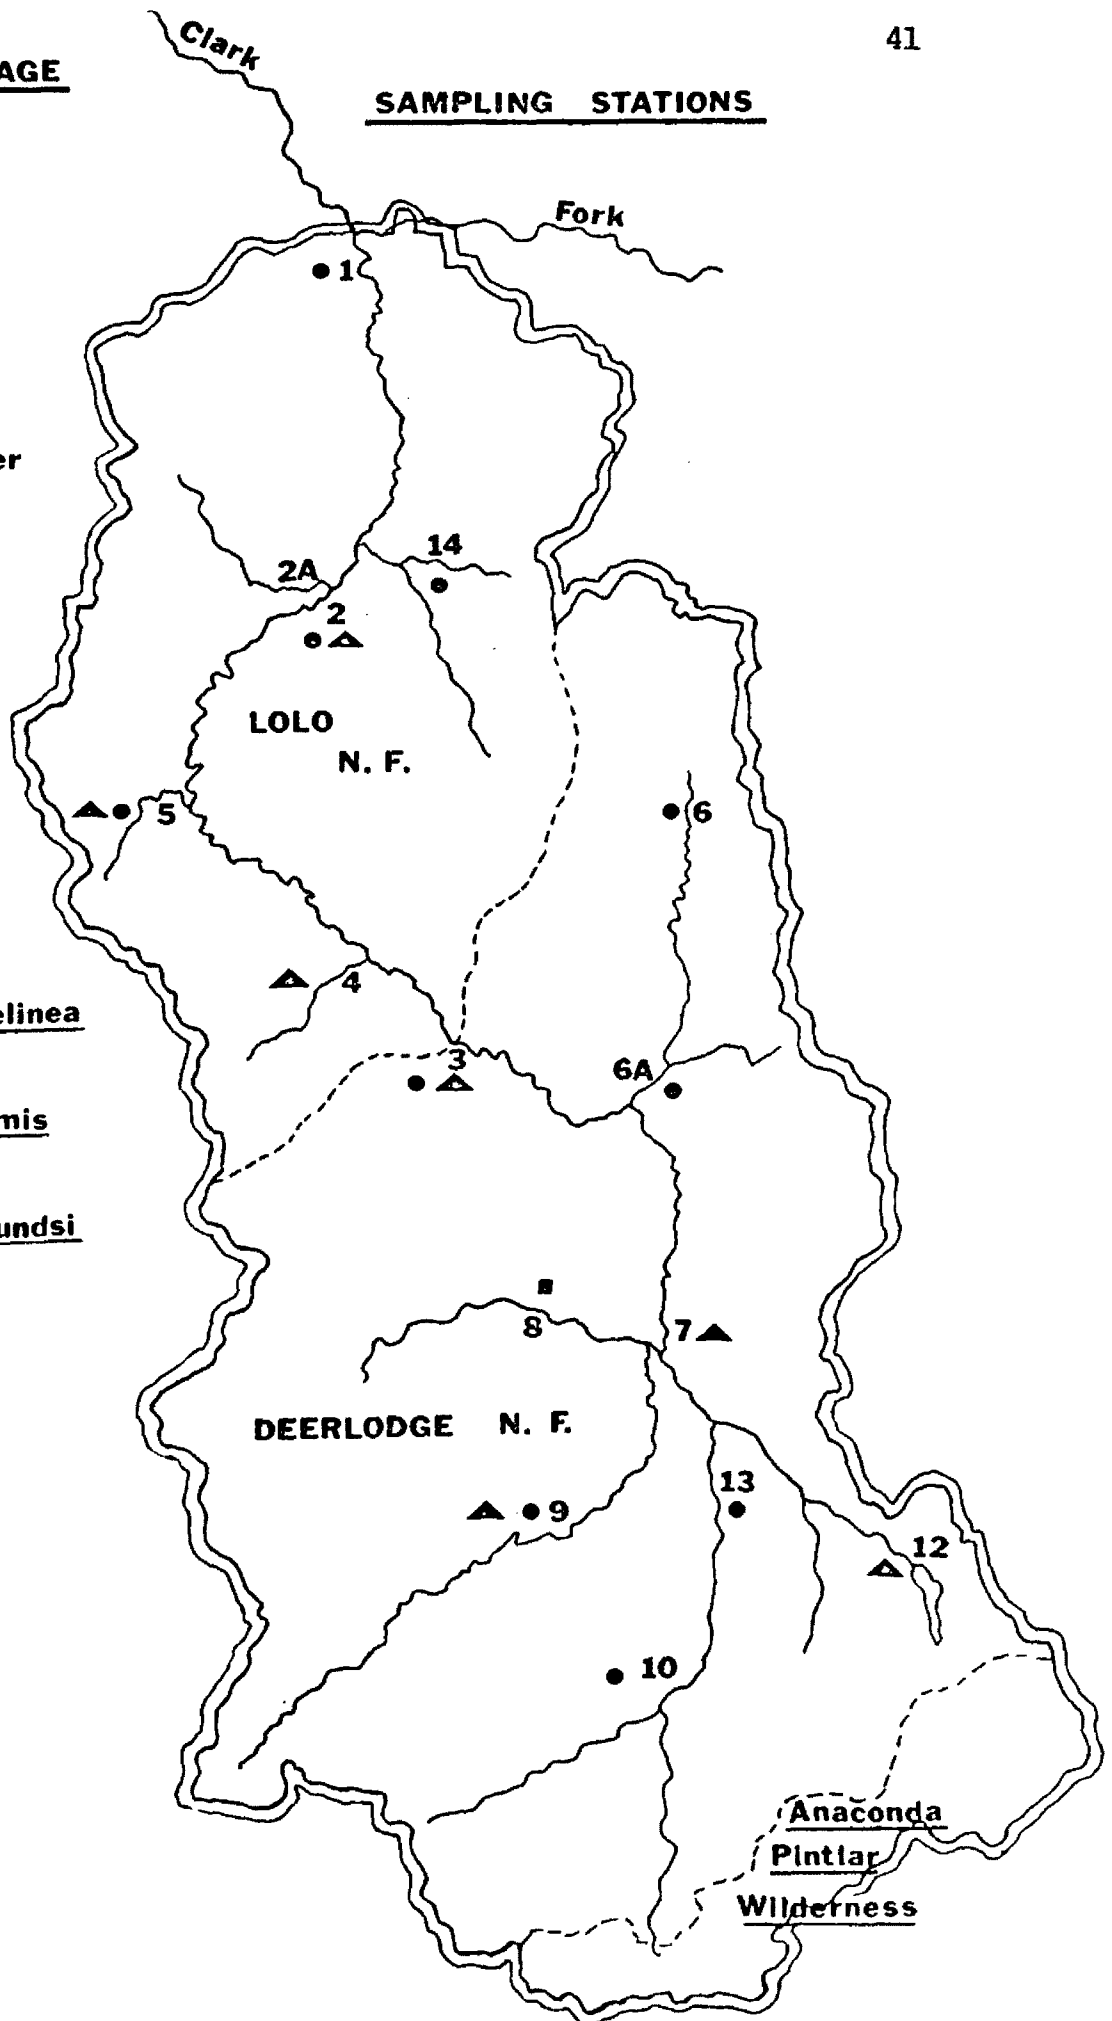 41
Clark
AGE
SAMPLING STATIONS
Fork
1
er
14
2A
2
LOLO
N. F.
5
6
4
elinea
3
6A
mis
undsi
8
7
DEERLODGE N. F.
13
9
12
10
Anaconda
Pintlar
Wilderness